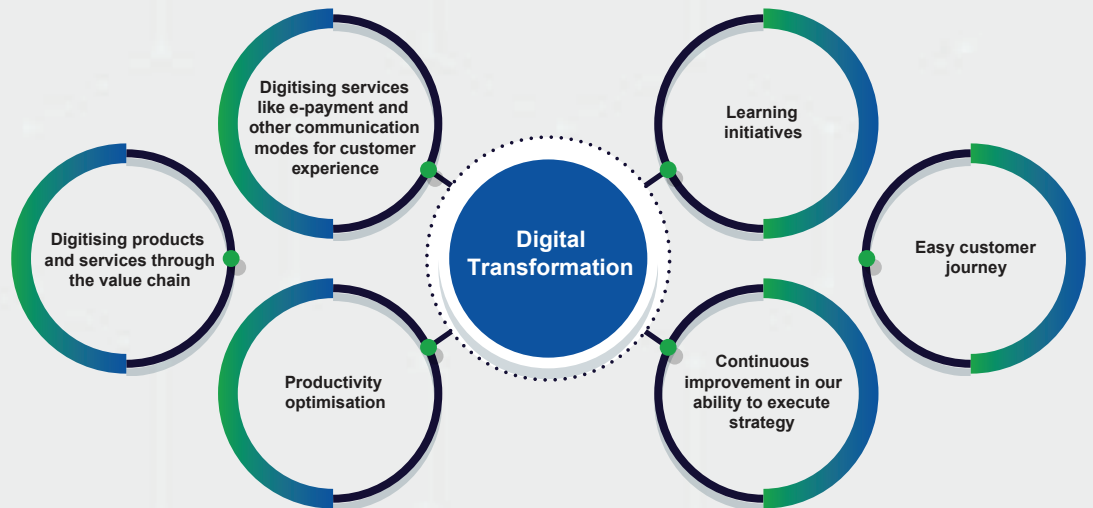 Digitising services
like e-payment and
other communication
modes for customer
experience
Learning
initiatives
Digitising products
and services through
the value chain
Digital
Transformation
Easy customer
journey
Productivity
optimisation
Continuous
improvement in our
ability to execute
strategy